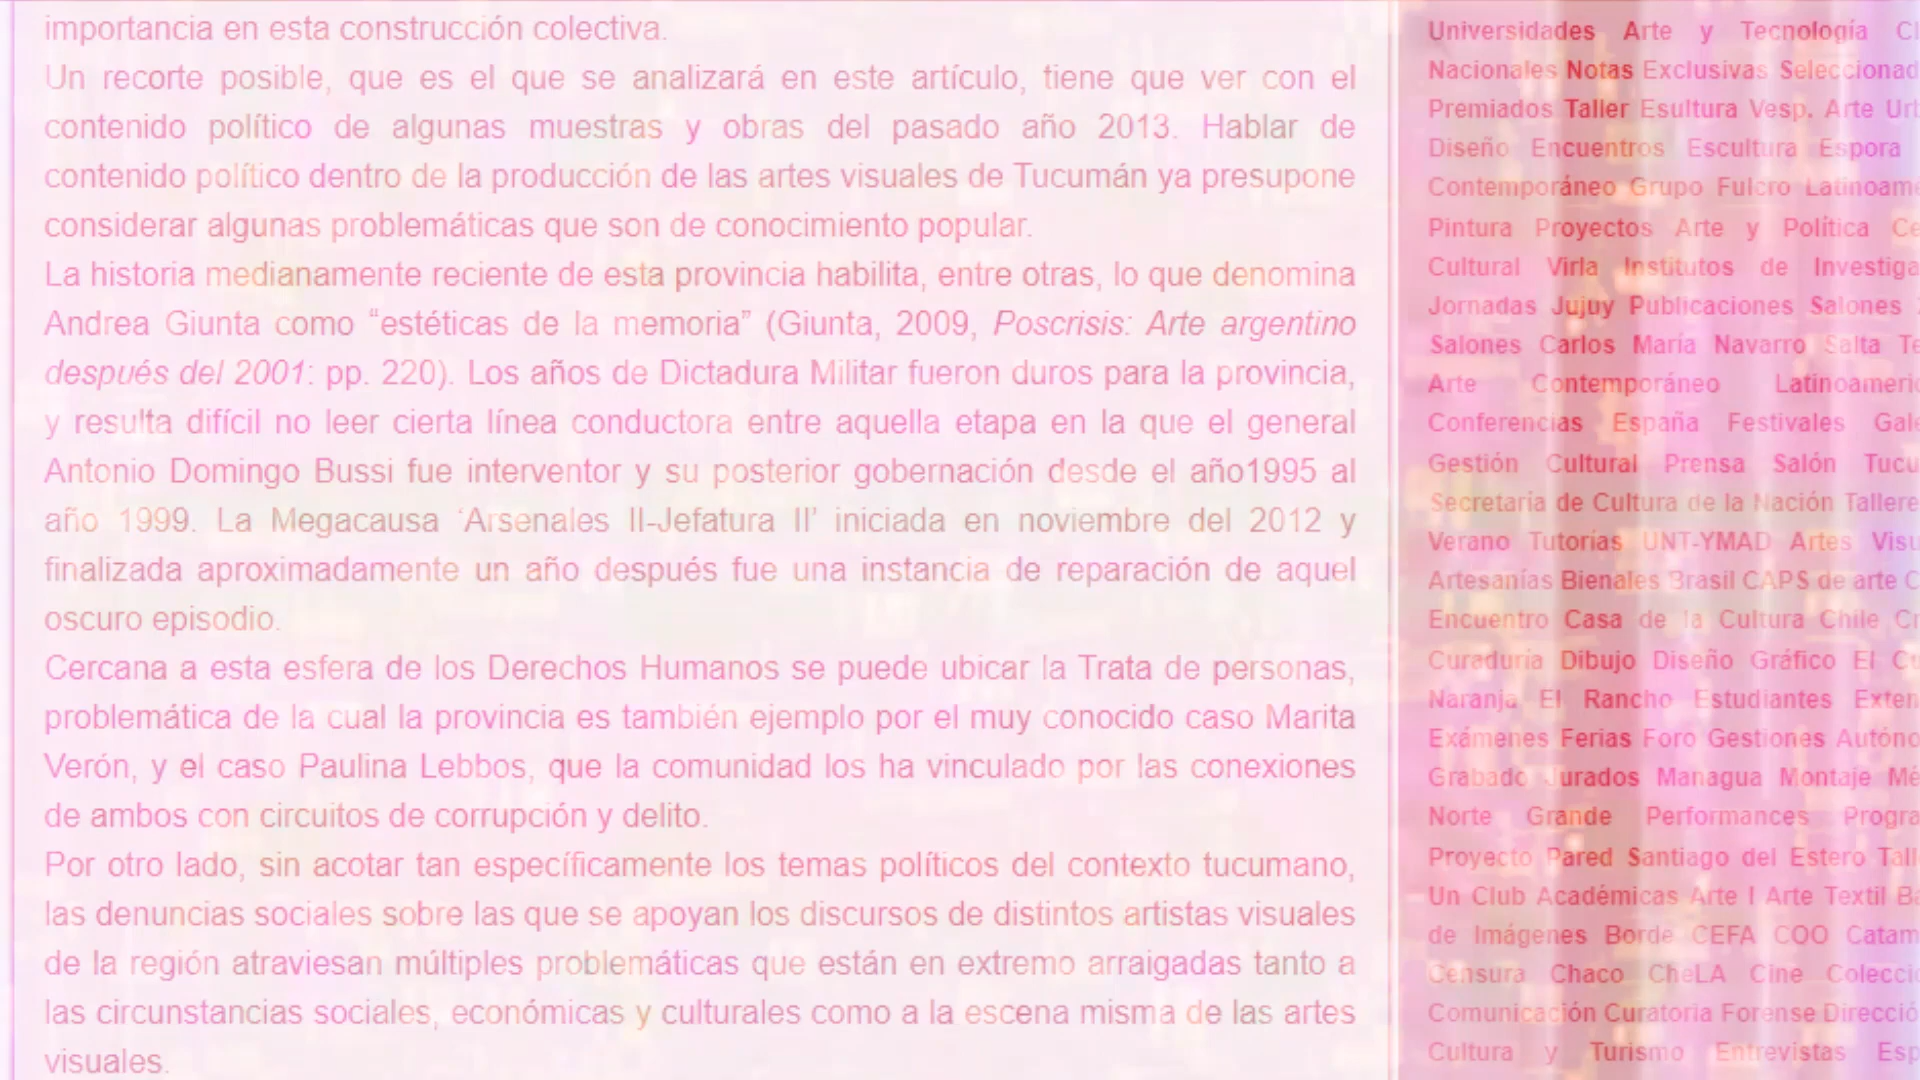 importancia en esta construcción colectiva.
Un recorte posible, que es el que se analizará en este artículo, tiene que ver con el
contenido político de algunas muestras y obras del pasado año 2013. Hablar de
contenido político dentro de la producción de las artes visuales de Tucumán ya presupone
considerar algunas problemáticas que son de conocimiento popular.
La historia medianamente reciente de esta provincia habilita, entre otras, lo que denomina
Andrea Giunta como “estéticas de la memoria” (Giunta, 2009, Poscrisis: Arte argentino
después del 2001: pp. 220). Los años de Dictadura Militar fueron duros para la provincia,
y resulta difícil no leer cierta línea conductora entre aquella etapa en la que el general
Antonio Domingo Bussi fue interventor y su posterior gobernación desde el año1995 al
año 1999. La Megacausa ‘Arsenales II-Jefatura II’ iniciada en noviembre del 2012 y
finalizada aproximadamente un año después fue una instancia de reparación de aquel
oscuro episodio.
Cercana a esta esfera de los Derechos Humanos se puede ubicar la Trata de personas,
problemática de la cual la provincia es también ejemplo por el muy conocido caso Marita
Verón, y el caso Paulina Lebbos, que la comunidad los ha vinculado por las conexiones
de ambos con circuitos de corrupción y delito.
Por otro lado, sin acotar tan específicamente los temas políticos del contexto tucumano,
las denuncias sociales sobre las que se apoyan los discursos de distintos artistas visuales
de la región atraviesan múltiples problemáticas que están en extremo arraigadas tanto a
las circunstancias sociales, económicas y culturales como a la escena misma de las artes
visuales.
Universidades Arte y Tecnología
Nacionales Notas Exclusivas
Premiados Taller Esultura Vesp. Arte
Diseño Encuentros Escultura Espora
Contemporáneo Grupo Fulcro
Pintura Proyectos Arte y Política
Cultural Virla Institutos de
Jornadas Jujuy Publicaciones Salones
Salones Carlos María Navarro Salta
Arte Contemporáneo
Conferencias España Festivales
Gestión Cultural Prensa Salón
Secretaría de Cultura de la Nación
Verano Tutorías UNT-YMAD Artes
Artesanías Bienales Brasil CAPS de arte
Encuentro Casa de la Cultura Chile
Curaduría Dibujo Diseño Gráfico El
Naranja El Rancho Estudiantes
Exámenes Ferias Foro Gestiones
Grabado Jurados Managua Montaje
Norte Grande Performances
Proyecto Pared Santiago del Estero
Un Club Académicas Arte I Arte Textil
de Imágenes Borde CEFA COO
Censura Chaco CheLA Cine
Comunicación Curatoria Forense
Cultura y Turismo Entrevistas